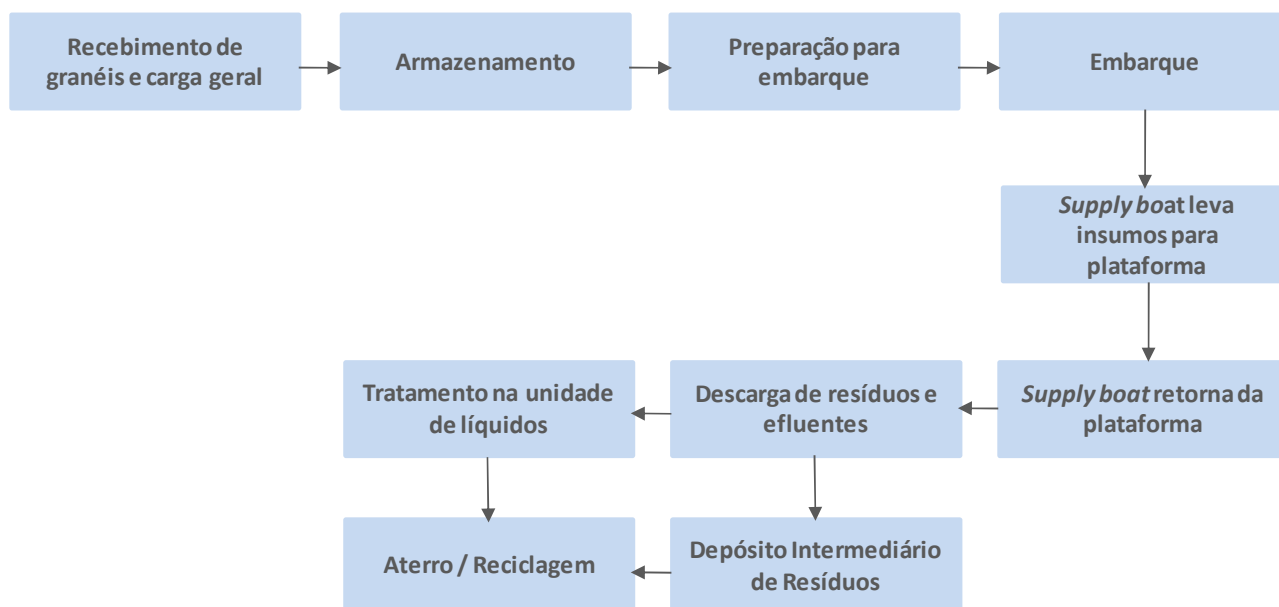 Recebimento de
granéis e carga geral
Armazenamento
Preparação para
embarque
Embarque
Supply boat leva
insumos para
plataforma
Supply boat retorna da
plataforma
Descarga de resíduos e
efluentes
Tratamento na unidade
de líquidos
Depósito Intermediário
de Resíduos
Aterro / Reciclagem